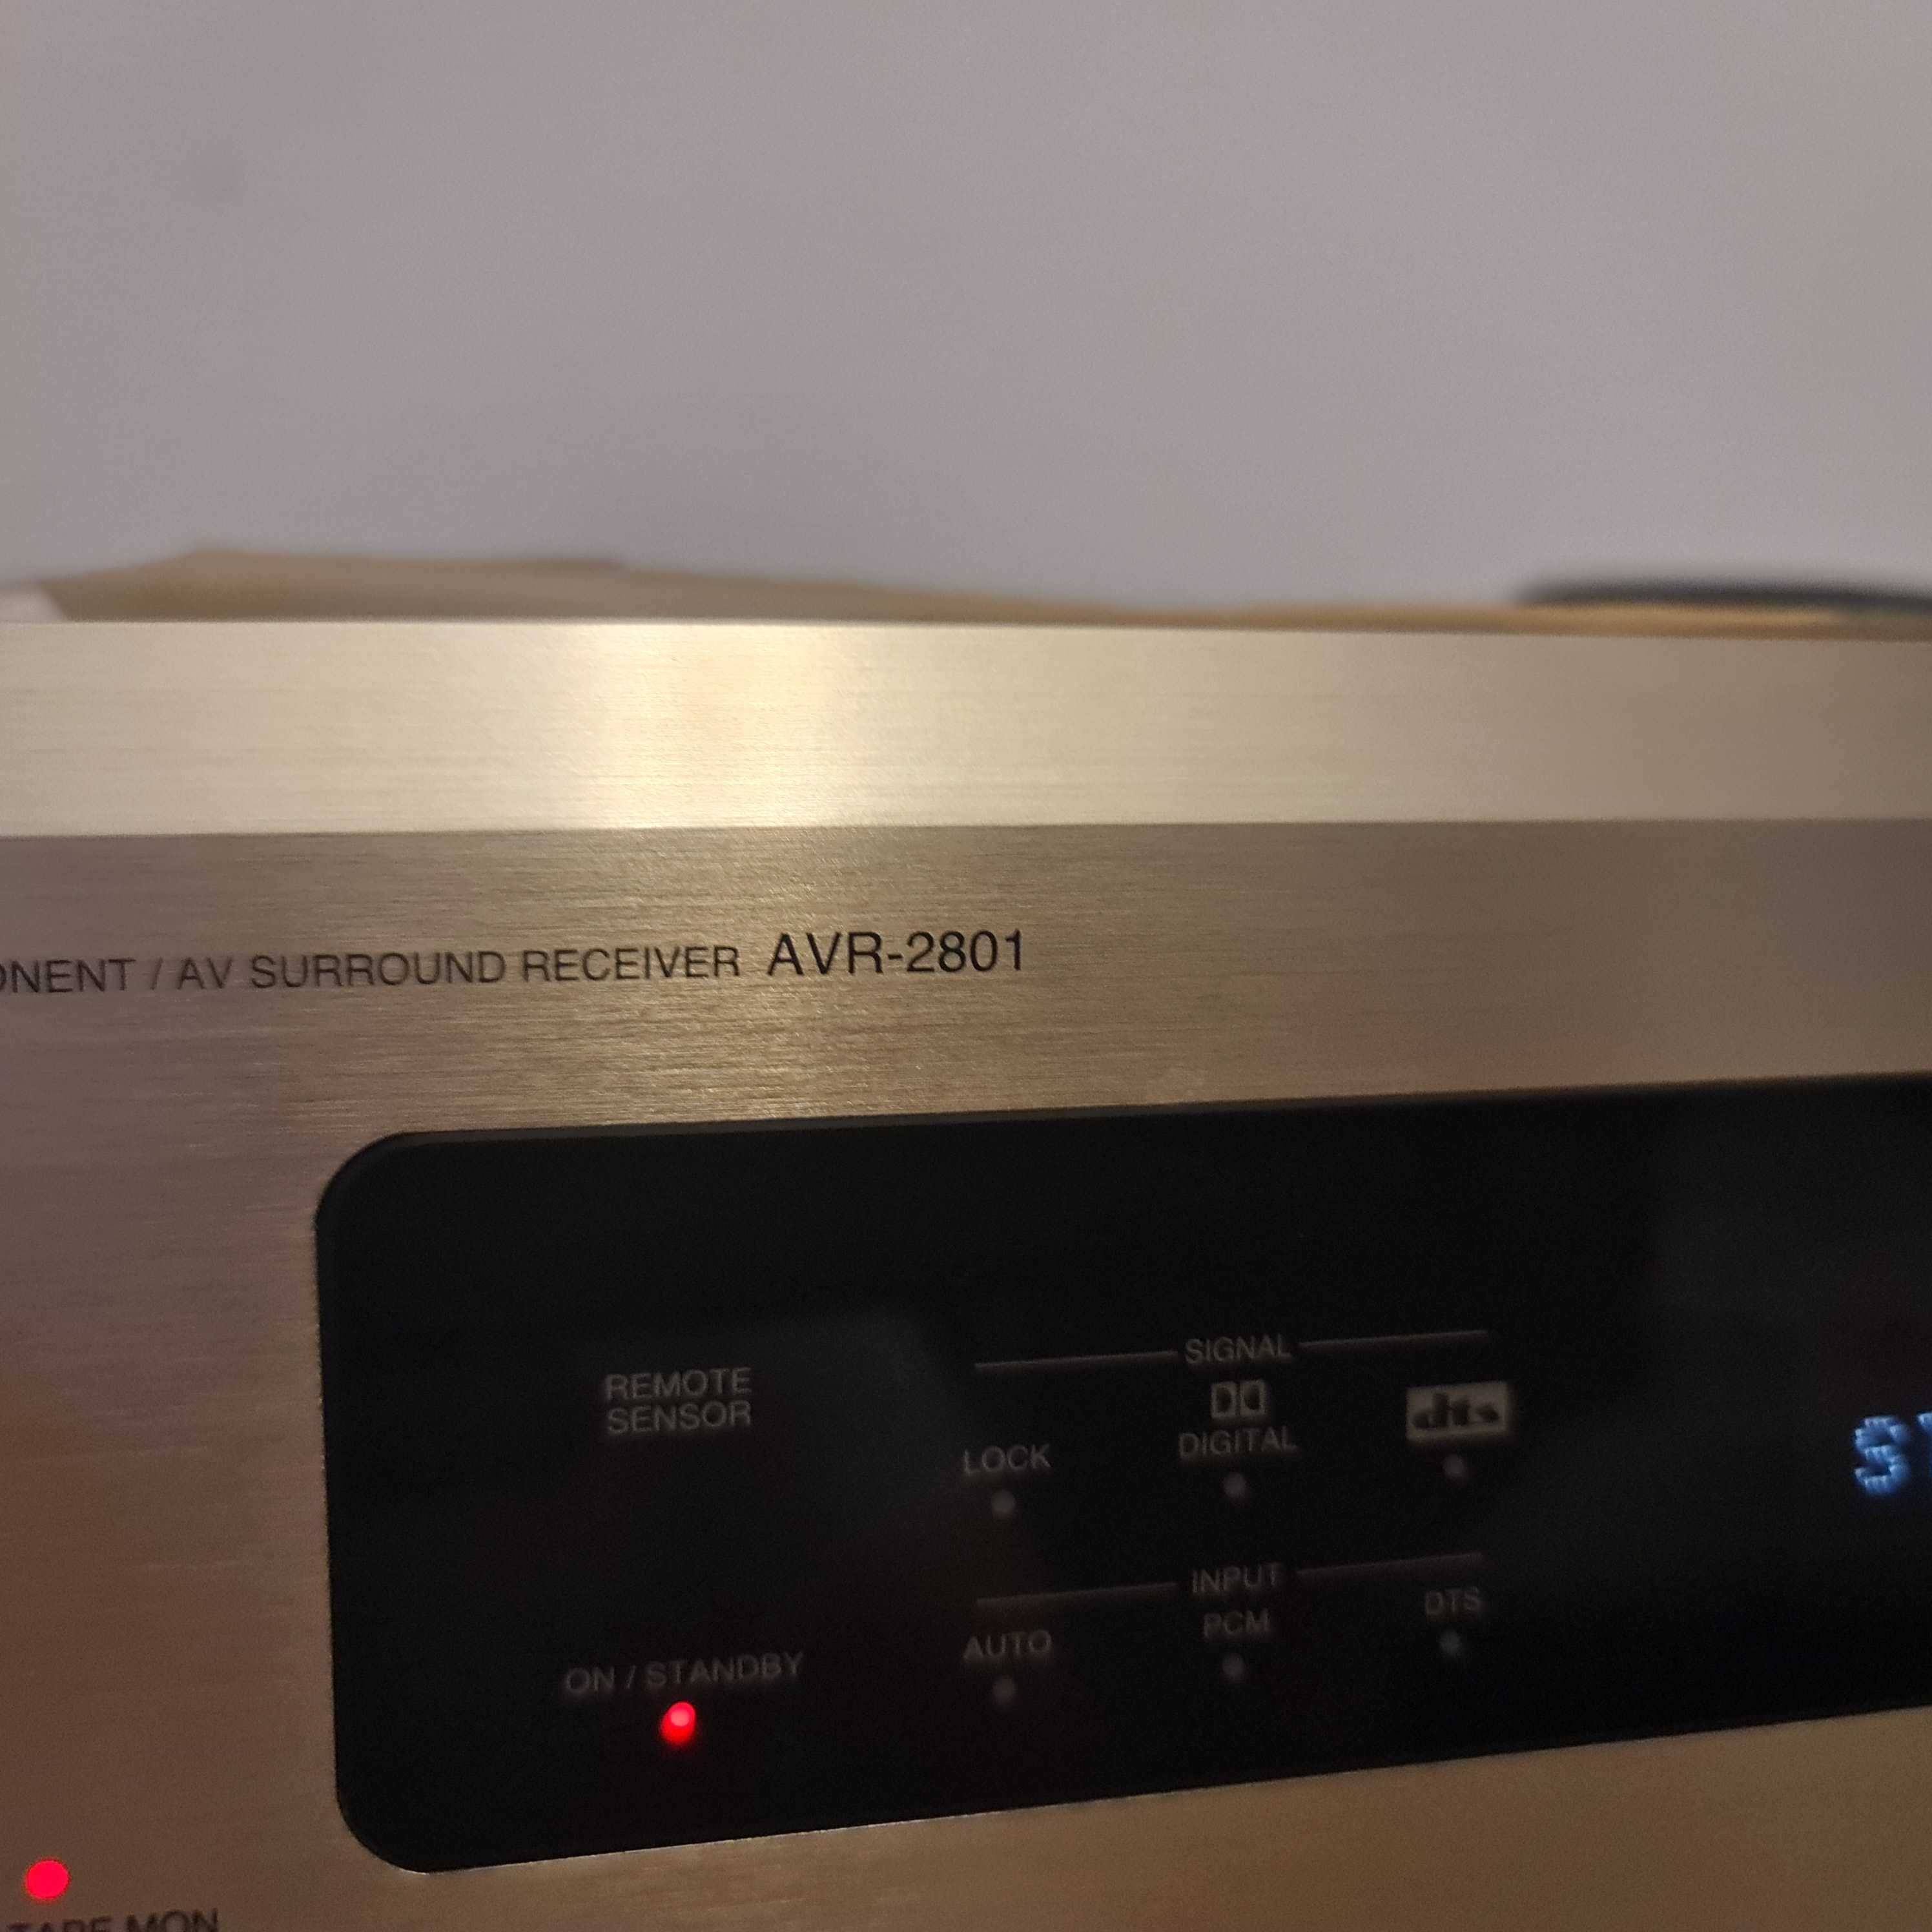 ONENT / AV SURROUND RECEIVER AVR-2801
SIGNAL
REMOTE
SENSOR
LOCK
DIGITAL
dts
INPUT
AUTO
PCM
DTS
ON / STANDBY
S
TAPE MON